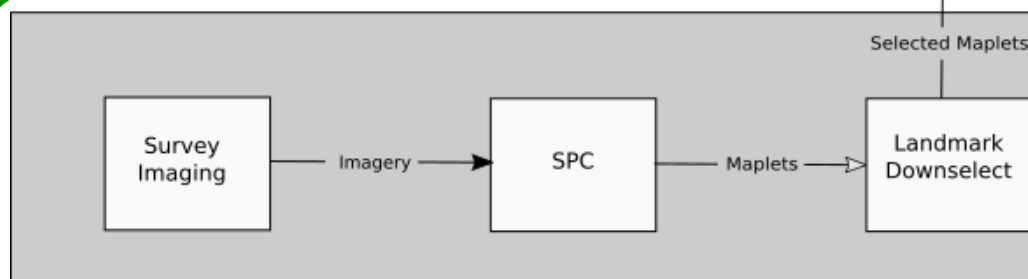 Selected Maplets
Survey
Imaging
Imagery
SPC
Maplets
Landmark
Downselect